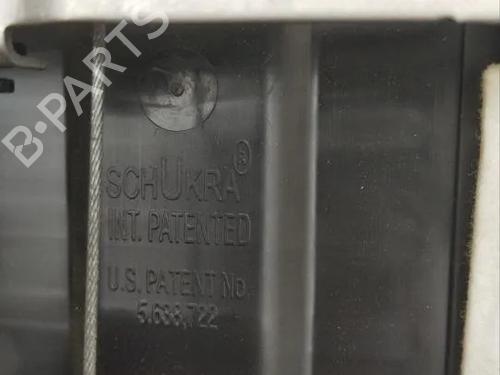 B-PARTS
SCHUKRA®
INT. PATENTED
U.S. PATENT No.
5,638,722